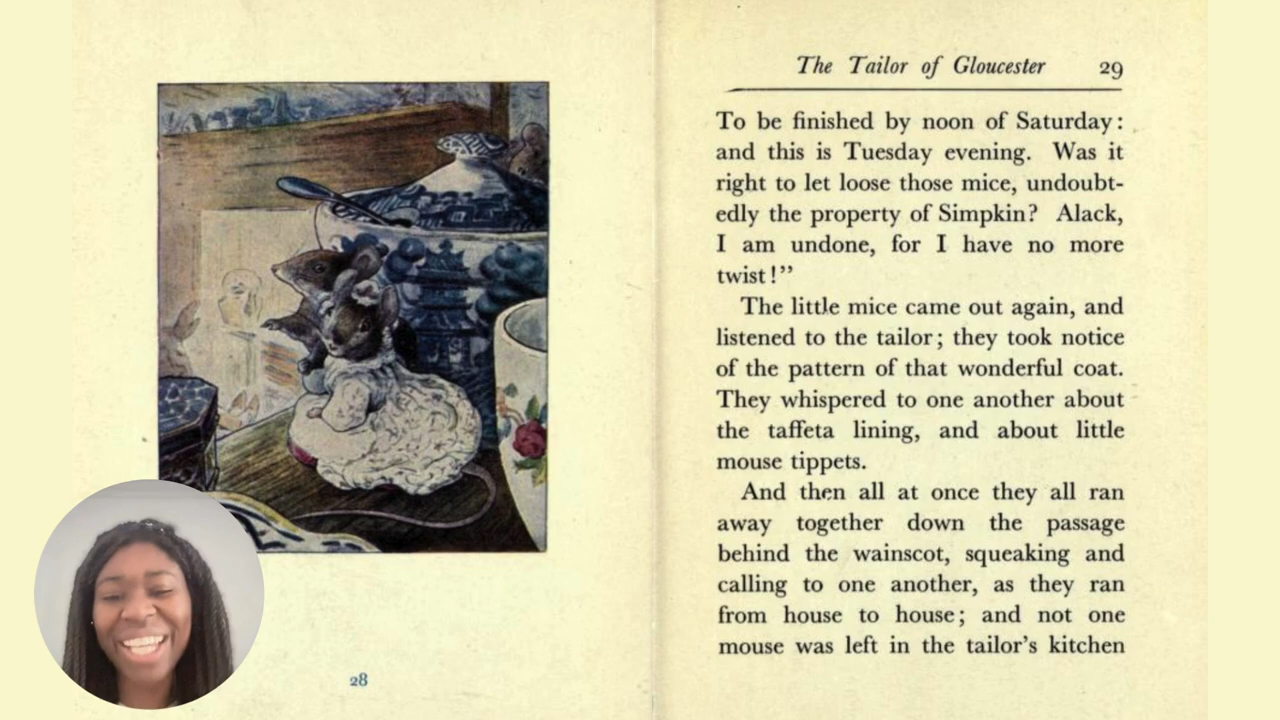 28
The Tailor of Gloucester 29
To be finished by noon of Saturday:
and this is Tuesday evening. Was it
right to let loose those mice, undoubt-
edly the property of Simpkin? Alack,
I am undone, for I have no more
twist!”
The little mice came out again, and
listened to the tailor; they took notice
of the pattern of that wonderful coat.
They whispered to one another about
the taffeta lining, and about little
mouse tippets.
And then all at once they all ran
away together down the passage
behind the wainscot, squeaking and
calling to one another, as they ran
from house to house; and not one
mouse was left in the tailor’s kitchen